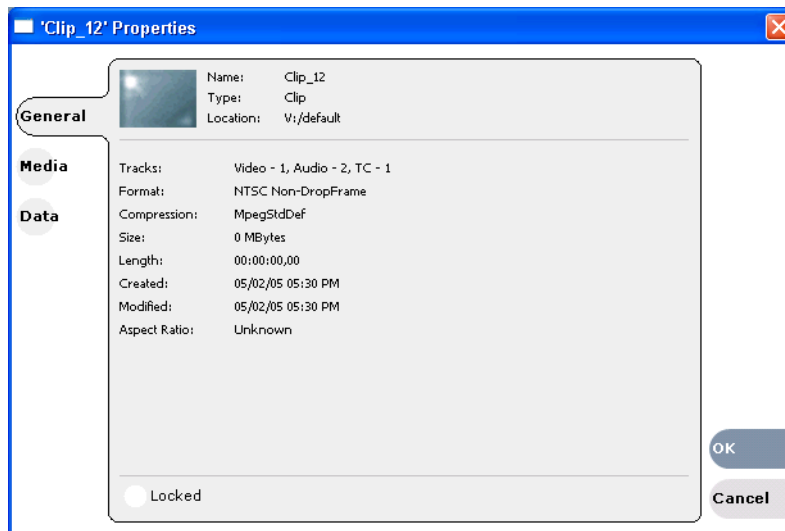 'Clip_12' Properties
General
Media
Data
Name: Clip_12
Type: Clip
Location: V:/default
Tracks: Video - 1, Audio - 2, TC - 1
Format: NTSC Non-DropFrame
Compression: MpegStdDef
Size: 0 MBytes
Length: 00:00:00,00
Created: 05/02/05 05:30 PM
Modified: 05/02/05 05:30 PM
Aspect Ratio: Unknown
Locked
OK
Cancel